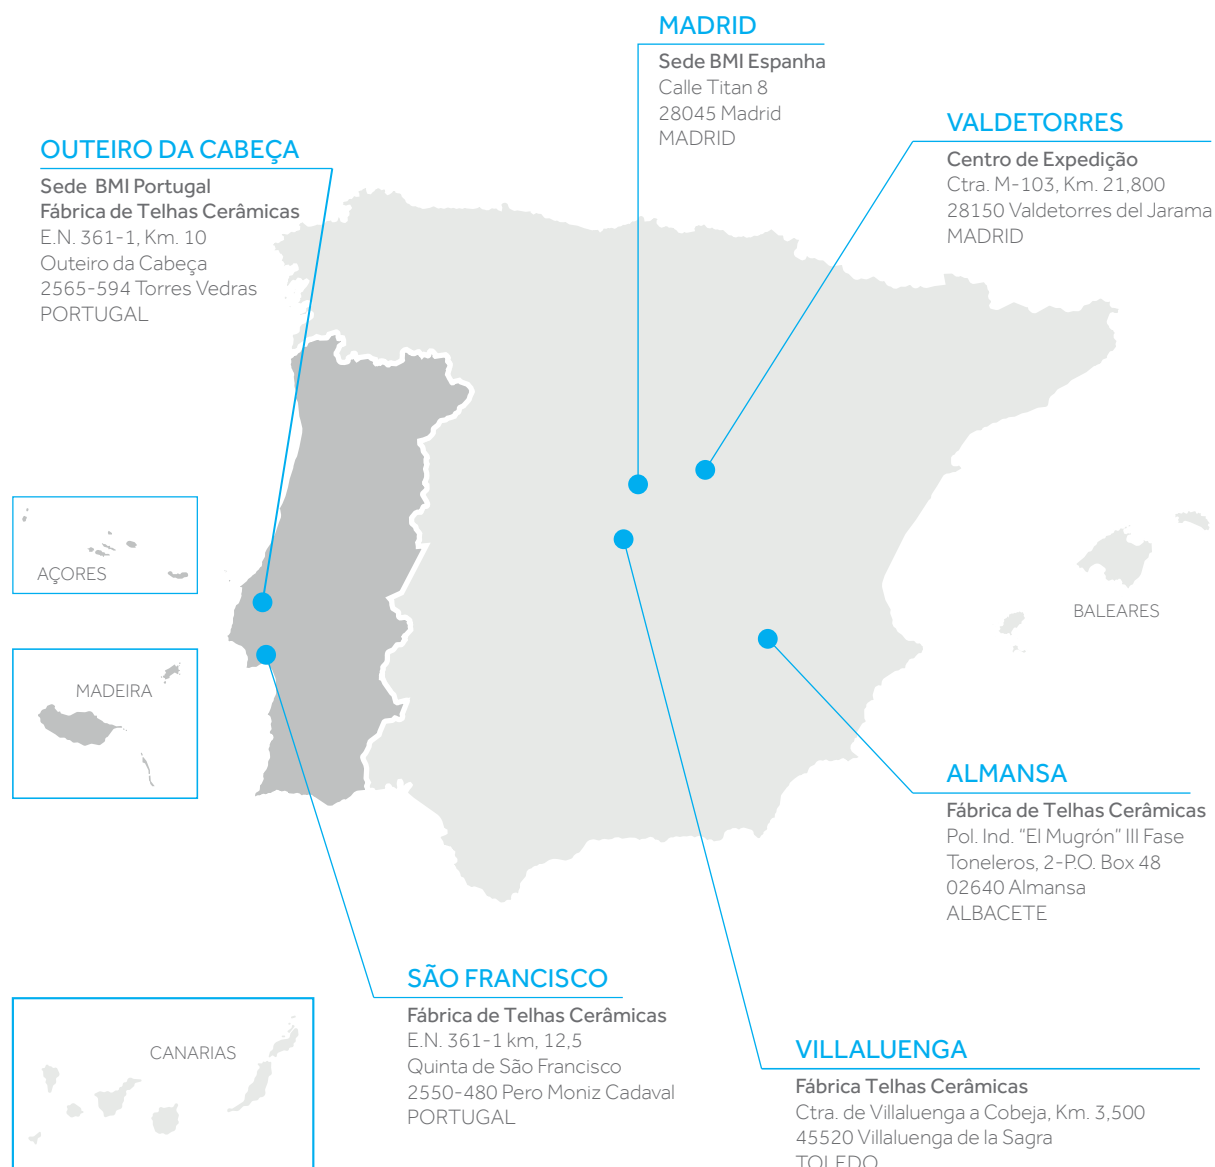 MADRID
Sede BMI Espanha
Calle Titan 8
28045 Madrid
MADRID
VALDETORRES
Centro de Expedição
Ctra. M-103, Km. 21,800
28150 Valdetorres del Jarama
MADRID
OUTEIRO DA CABEÇA
Sede BMI Portugal
Fábrica de Telhas Cerâmicas
E.N. 361-1, Km. 10
Outeiro da Cabeça
2565-594 Torres Vedras
PORTUGAL
AÇORES
MADEIRA
BALEARES
ALMANSA
Fábrica de Telhas Cerâmicas
Pol. Ind. "El Mugrón" III Fase
Toneleros, 2-P.O. Box 48
02640 Almansa
ALBACETE
SÃO FRANCISCO
Fábrica de Telhas Cerâmicas
E.N. 361-1 km, 12,5
Quinta de São Francisco
2550-480 Pero Moniz Cadaval
PORTUGAL
CANARIAS
VILLALUENGA
Fábrica Telhas Cerâmicas
Ctra. de Villaluenga a Cobeja, Km. 3,500
45520 Villaluenga de la Sagra
TOLEDO